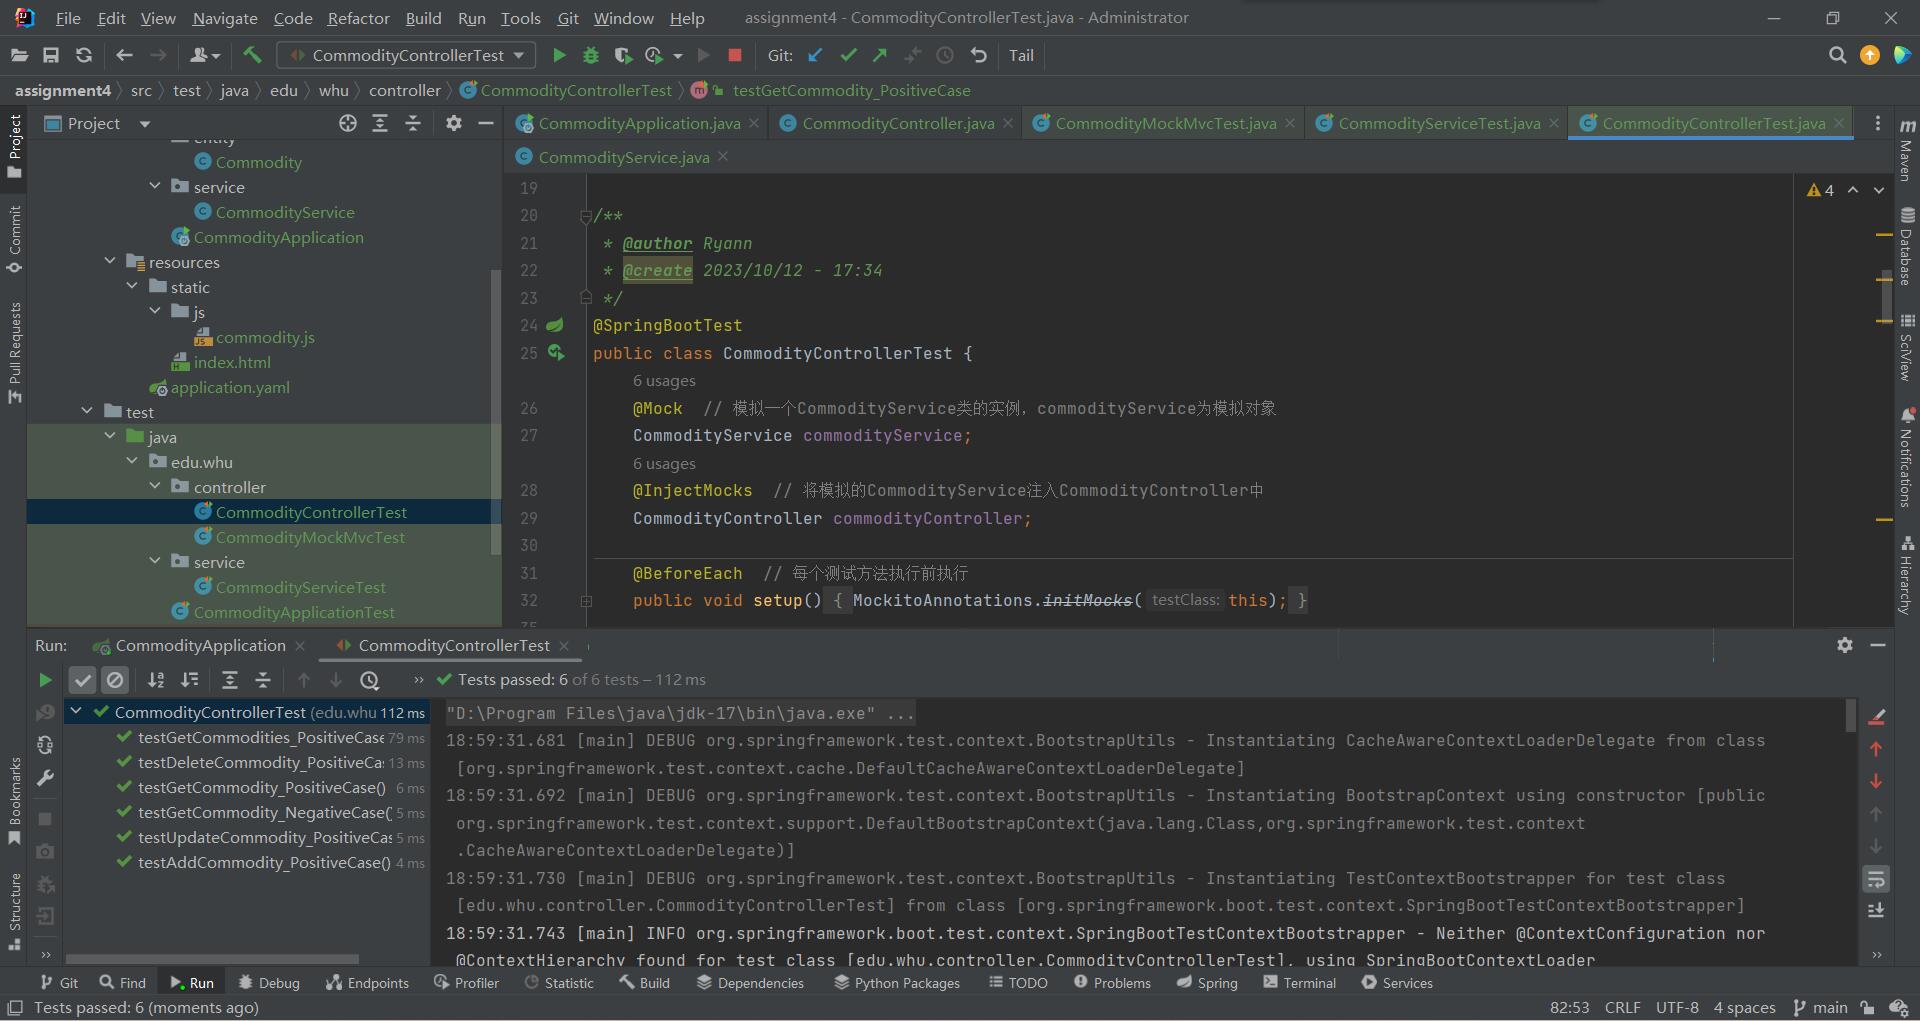 File Edit View Navigate Code Refactor Build Run Tools Git Window Help assignment4 - CommodityControllerTest.java - Administrator
CommodityControllerTest Git: Tail
assignment4 src test java edu whu controller CommodityControllerTest testGetCommodity_PositiveCase
Project
CommodityApplication.java CommodityController.java CommodityMockMvcTest.java CommodityServiceTest.java CommodityControllerTest.java
CommodityService.java
Project
Commit
Pull Requests
Bookmarks
Structure
entity
Commodity
service
CommodityService
CommodityApplication
resources
static
js
commodity.js
index.html
application.yaml
test
java
edu.whu
controller
CommodityControllerTest
CommodityMockMvcTest
service
CommodityServiceTest
CommodityApplicationTest
4
19
20 /**
21 * @author Ryann
22 * @create 2023/10/12 - 17:34
23 */
24 @SpringBootTest
25 public class CommodityControllerTest {
6 usages
26 @Mock // 模拟一个CommodityService类的实例，commodityService为模拟对象
27 CommodityService commodityService;
6 usages
28 @InjectMocks // 将模拟的CommodityService注入CommodityController中
29 CommodityController commodityController;
30
31 @BeforeEach // 每个测试方法执行前执行
32 public void setup() { MockitoAnnotations.initMocks( testClass: this); }
35
Maven
Database
SciView
Notifications
Hierarchy
Run: CommodityApplication CommodityControllerTest
Tests passed: 6 of 6 tests – 112 ms
CommodityControllerTest (edu.whu 112 ms
testGetCommodities_PositiveCase 79 ms
testDeleteCommodity_PositiveCa 13 ms
testGetCommodity_PositiveCase() 6 ms
testGetCommodity_NegativeCase() 5 ms
testUpdateCommodity_PositiveCas 5 ms
testAddCommodity_PositiveCase() 4 ms
"D:\Program Files\java\jdk-17\bin\java.exe" ...
18:59:31.681 [main] DEBUG org.springframework.test.context.BootstrapUtils - Instantiating CacheAwareContextLoaderDelegate from class
[org.springframework.test.context.cache.DefaultCacheAwareContextLoaderDelegate]
18:59:31.692 [main] DEBUG org.springframework.test.context.BootstrapUtils - Instantiating BootstrapContext using constructor [public
org.springframework.test.context.support.DefaultBootstrapContext(java.lang.Class,org.springframework.test.context
.CacheAwareContextLoaderDelegate)]
18:59:31.730 [main] DEBUG org.springframework.test.context.BootstrapUtils - Instantiating TestContextBootstrapper for test class
[edu.whu.controller.CommodityControllerTest] from class [org.springframework.boot.test.context.SpringBootTestContextBootstrapper]
18:59:31.743 [main] INFO org.springframework.boot.test.context.SpringBootTestContextBootstrapper - Neither @ContextConfiguration nor
@ContextHierarchy found for test class [edu.whu.controller.CommodityControllerTest], using SpringBootContextLoader
Git Find Run Debug Endpoints Profiler Statistic Build Dependencies Python Packages TODO Problems Spring Terminal Services
Tests passed: 6 (moments ago) 82:53 CRLF UTF-8 4 spaces main